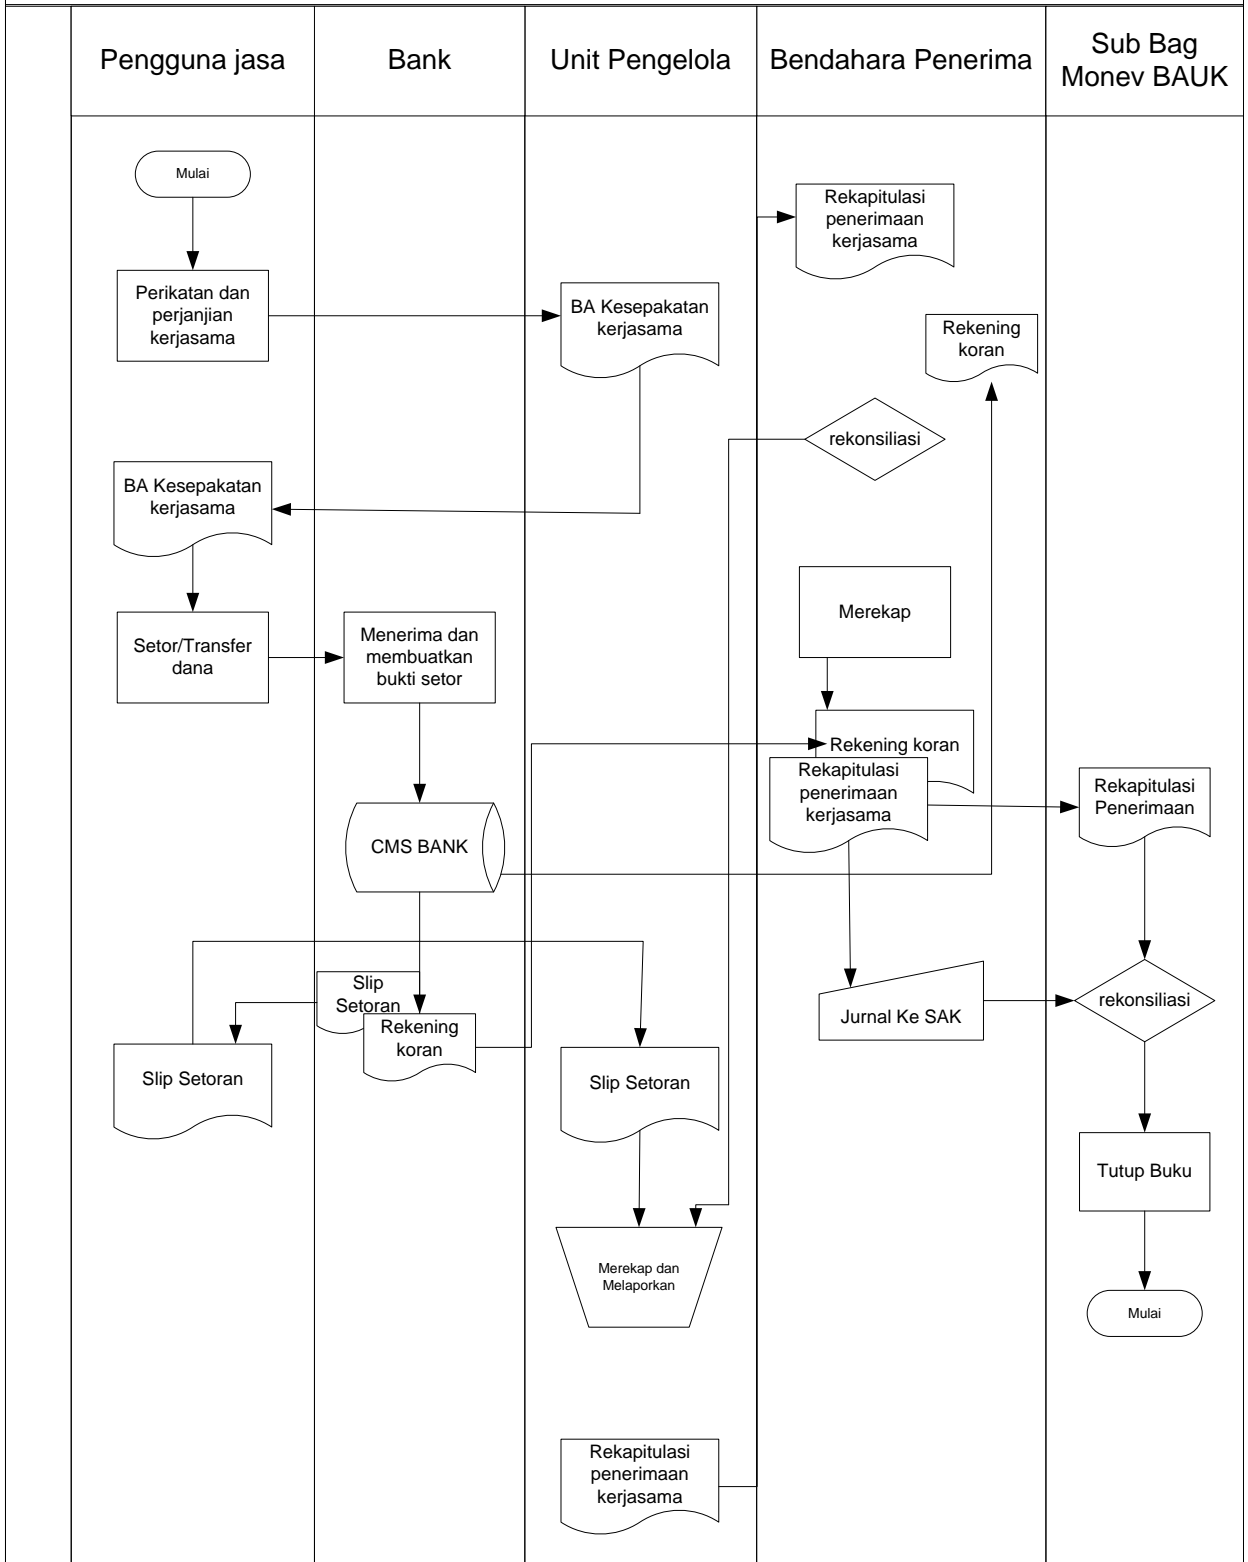 Pengguna jasa
Bank
Unit Pengelola
Bendahara Penerima
Sub Bag
Monev BAUK
Mulai
Rekapitulasi
penerimaan
kerjasama
Perikatan dan
perjanjian
kerjasama
BA Kesepakatan
kerjasama
Rekening
koran
rekonsiliasi
BA Kesepakatan
kerjasama
Merekap
Setor/Transfer
dana
Menerima dan
membuatkan
bukti setor
Rekening koran
Rekapitulasi
penerimaan
kerjasama
Rekapitulasi
Penerimaan
CMS BANK
Slip
Setoran
Rekening
koran
Jurnal Ke SAK
rekonsiliasi
Slip Setoran
Slip Setoran
Tutup Buku
Merekap dan
Melaporkan
Mulai
Rekapitulasi
penerimaan
kerjasama